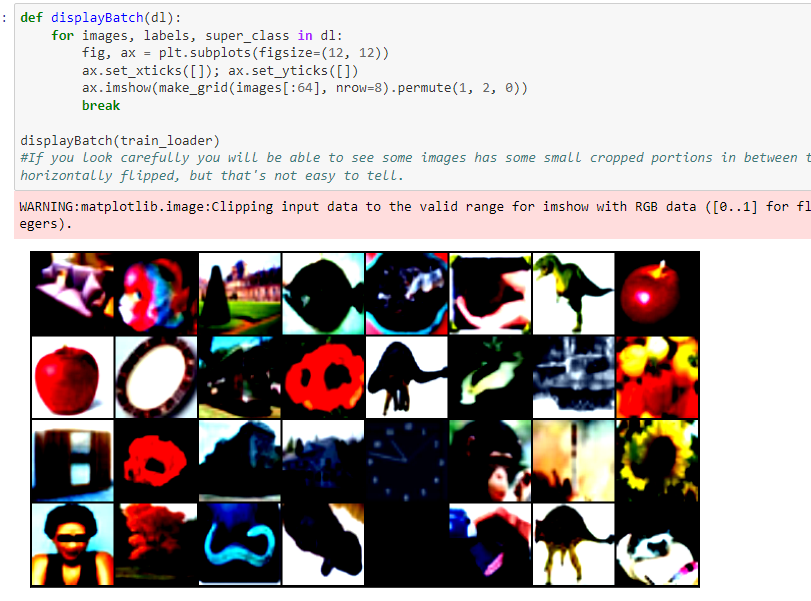 : def displayBatch(dl):
for images, labels, super_class in dl:
fig, ax = plt.subplots(figsize=(12, 12))
ax.set_xticks([]); ax.set_yticks([])
ax.imshow(make_grid(images[:64], nrow=8).permute(1, 2, 0))
break
displayBatch(train_loader)
#If you look carefully you will be able to see some images has some small cropped portions in between
horizontally flipped, but that's not easy to tell.
WARNING:matplotlib.image:Clipping input data to the valid range for imshow with RGB data ([0..1] for fl
egers).